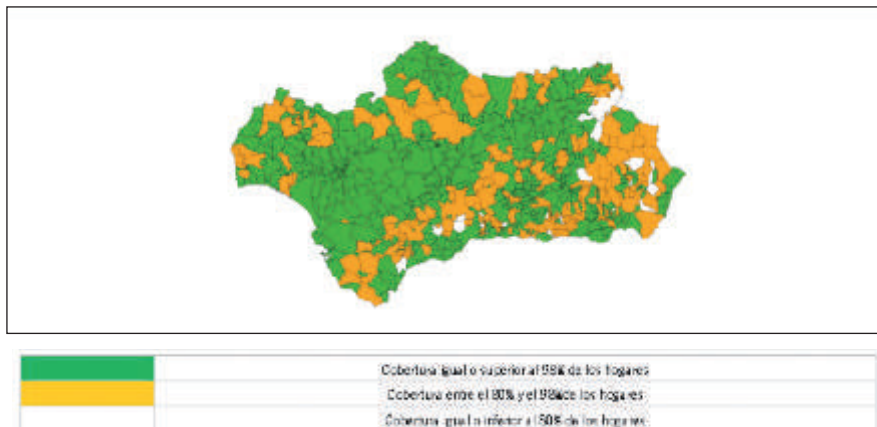 Cobertura igual o superior al 98% de los hogares
Cobertura entre el 80% y el 98% de los hogares
Cobertura igual o inferior a l 80% de los hogares